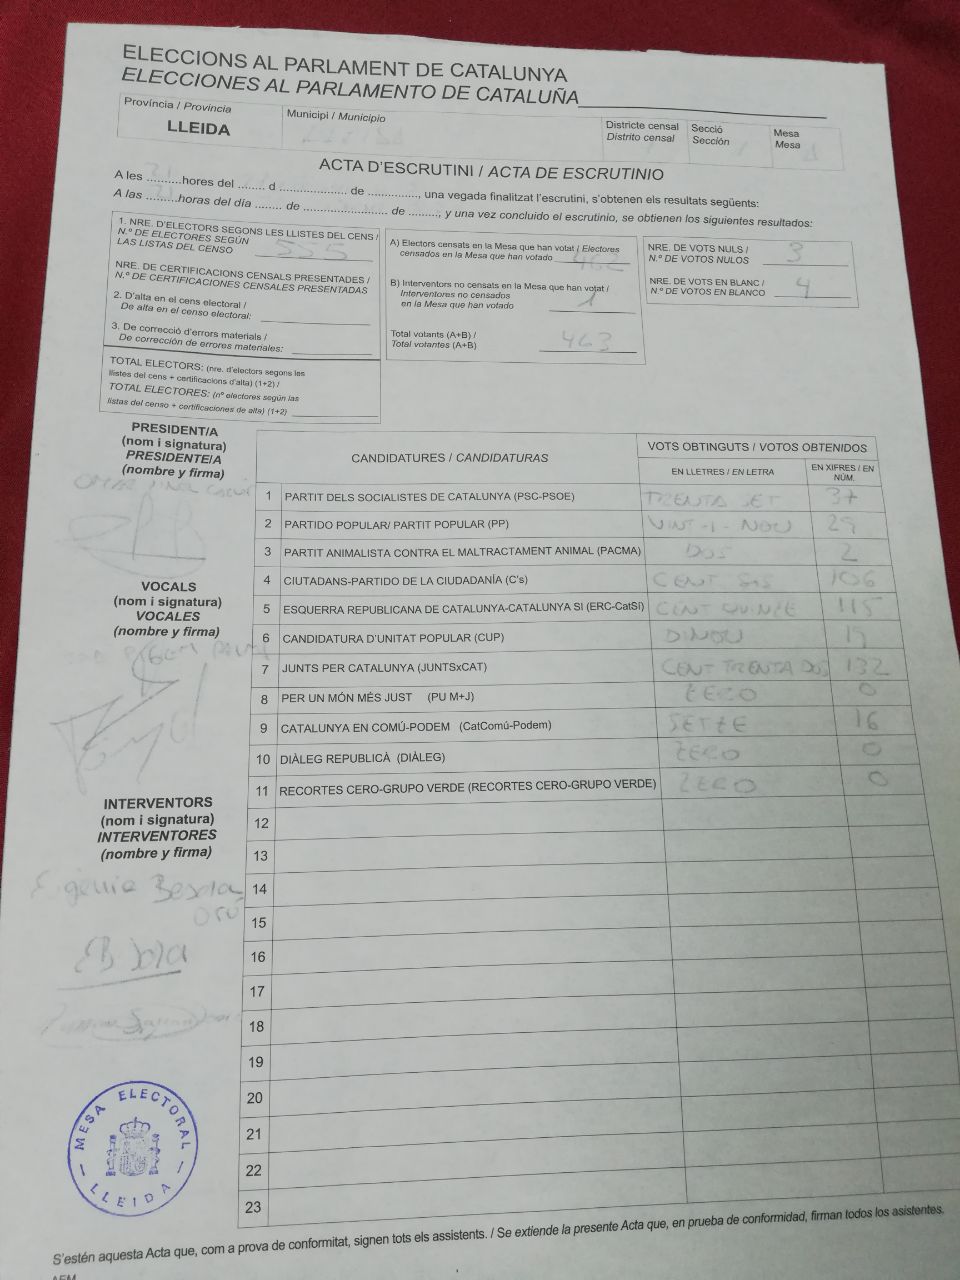 ELECCIONS AL PARLAMENT DE CATALUNYA
ELECCIONES AL PARLAMENTO DE CATALUÑA
Província / Provincia
LLEIDA
Municipi / Municipio
Districte censal
Distrito censal
Secció
Sección
Mesa
Mesa
ACTA D'ESCRUTINI / ACTA DE ESCRUTINIO
A les 21 hores del ........ d .................... de ..............., una vegada finalitzat l'escrutini, s'obtenen els resultats següents:
A las 21 horas del día ........ de ......................... de ........., y una vez concluido el escrutinio, se obtienen los siguientes resultados:
1. NRE. D'ELECTORS SEGONS LES LLISTES DEL CENS /
N.º DE ELECTORES SEGÚN
LAS LISTAS DEL CENSO 555
NRE. DE CERTIFICACIONS CENSALS PRESENTADES /
N.º DE CERTIFICACIONES CENSALES PRESENTADAS
2. D'alta en el cens electoral /
De alta en el censo electoral:
3. De correcció d'errors materials /
De corrección de errores materiales:
TOTAL ELECTORS: (nre. d'electors segons les
llistes del cens + certificacions d'alta) (1+2) /
TOTAL ELECTORES: (nº electores según las
listas del censo + certificaciones de alta) (1+2)
A) Electors censats en la Mesa que han votat / Electores
censados en la Mesa que han votado 462
B) Interventors no censats en la Mesa que han votat /
Interventores no censados
en la Mesa que han votado 1
Total votants (A+B) /
Total votantes (A+B) 463
NRE. DE VOTS NULS /
N.º DE VOTOS NULOS 3
NRE. DE VOTS EN BLANC /
N.º DE VOTOS EN BLANCO 4
PRESIDENT/A
(nom i signatura)
PRESIDENTE/A
(nombre y firma)
VOCALS
(nom i signatura)
VOCALES
(nombre y firma)
INTERVENTORS
(nom i signatura)
INTERVENTORES
(nombre y firma)
CANDIDATURES / CANDIDATURAS
VOTS OBTINGUTS / VOTOS OBTENIDOS
EN LLETRES / EN LETRA
EN XIFRES / EN
NÚM.
1 PARTIT DELS SOCIALISTES DE CATALUNYA (PSC-PSOE) TRENTA SET 37
2 PARTIDO POPULAR/ PARTIT POPULAR (PP) VINT-I-NOU 29
3 PARTIT ANIMALISTA CONTRA EL MALTRACTAMENT ANIMAL (PACMA) DOS 2
4 CIUTADANS-PARTIDO DE LA CIUDADANÍA (C's) CENT SIS 106
5 ESQUERRA REPUBLICANA DE CATALUNYA-CATALUNYA SI (ERC-CatSí) CENT QUINZE 115
6 CANDIDATURA D'UNITAT POPULAR (CUP) DINOU 19
7 JUNTS PER CATALUNYA (JUNTSxCAT) CENT TRENTA DOS 132
8 PER UN MÓN MÉS JUST (PU M+J) ZERO 0
9 CATALUNYA EN COMÚ-PODEM (CatComú-Podem) SETZE 16
10 DIÀLEG REPUBLICÀ (DIÀLEG) ZERO 0
11 RECORTES CERO-GRUPO VERDE (RECORTES CERO-GRUPO VERDE) ZERO 0
12
13
14
15
16
17
18
19
20
21
22
23
MESA ELECTORAL
LLEIDA
S'estén aquesta Acta que, com a prova de conformitat, signen tots els assistents. / Se extiende la presente Acta que, en prueba de conformidad, firman todos los asistentes.